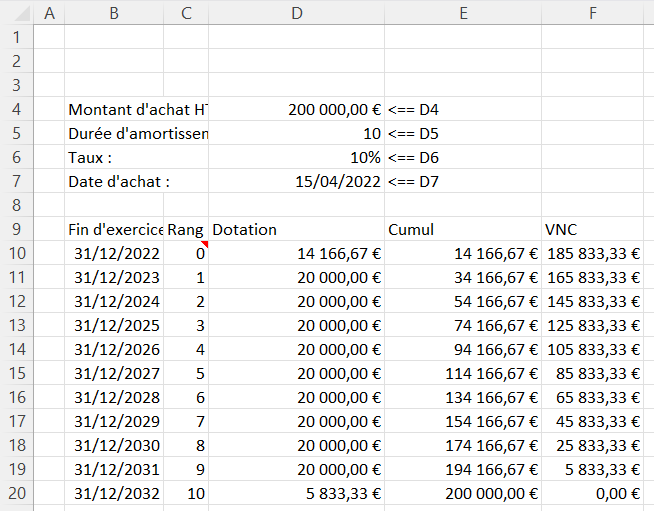 A B C D E F
1
2
3
4 Montant d'achat HT 200 000,00 € <== D4
5 Durée d'amortissen 10 <== D5
6 Taux : 10% <== D6
7 Date d'achat : 15/04/2022 <== D7
8
9 Fin d'exercice Rang Dotation Cumul VNC
10 31/12/2022 0 14 166,67 € 14 166,67 € 185 833,33 €
11 31/12/2023 1 20 000,00 € 34 166,67 € 165 833,33 €
12 31/12/2024 2 20 000,00 € 54 166,67 € 145 833,33 €
13 31/12/2025 3 20 000,00 € 74 166,67 € 125 833,33 €
14 31/12/2026 4 20 000,00 € 94 166,67 € 105 833,33 €
15 31/12/2027 5 20 000,00 € 114 166,67 € 85 833,33 €
16 31/12/2028 6 20 000,00 € 134 166,67 € 65 833,33 €
17 31/12/2029 7 20 000,00 € 154 166,67 € 45 833,33 €
18 31/12/2030 8 20 000,00 € 174 166,67 € 25 833,33 €
19 31/12/2031 9 20 000,00 € 194 166,67 € 5 833,33 €
20 31/12/2032 10 5 833,33 € 200 000,00 € 0,00 €